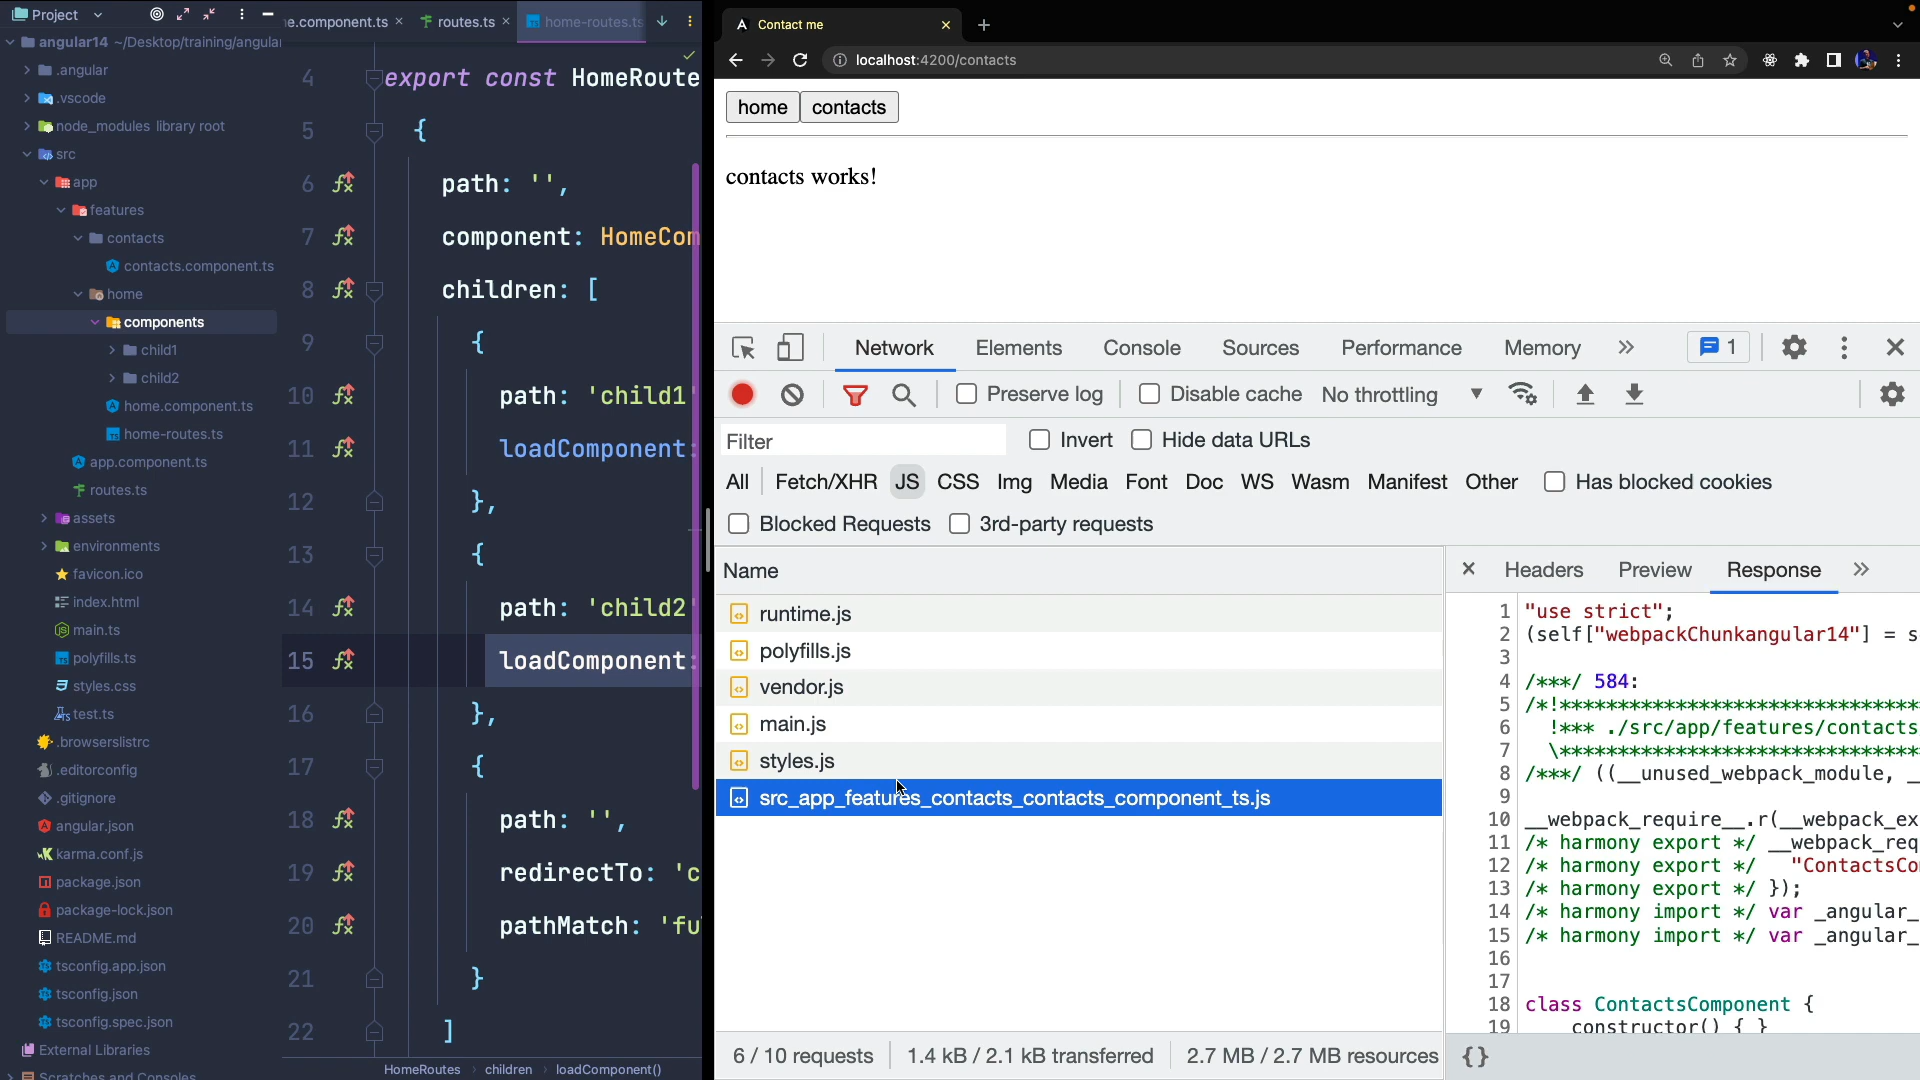 Project
e.component.ts
routes.ts
home-routes.ts
angular14 ~/Desktop/training/angular
.angular
.vscode
node_modules library root
src
app
features
contacts
contacts.component.ts
home
components
child1
child2
home.component.ts
home-routes.ts
app.component.ts
routes.ts
assets
environments
favicon.ico
index.html
main.ts
polyfills.ts
styles.css
test.ts
.browserslistrc
.editorconfig
.gitignore
angular.json
karma.conf.js
package.json
package-lock.json
README.md
tsconfig.app.json
tsconfig.json
tsconfig.spec.json
External Libraries
Scratches and Consoles
4 export const HomeRoute
5 {
6 path: '',
7 component: HomeCom
8 children: [
9 {
10 path: 'child1'
11 loadComponent:
12 },
13 {
14 path: 'child2'
15 loadComponent:
16 },
17 {
18 path: '',
19 redirectTo: 'c
20 pathMatch: 'fu
21 }
22 ]
HomeRoutes > children > loadComponent()
Contact me
localhost:4200/contacts
home contacts
contacts works!
Network Elements Console Sources Performance Memory » 1
Preserve log Disable cache No throttling
Filter Invert Hide data URLs
All Fetch/XHR JS CSS Img Media Font Doc WS Wasm Manifest Other Has blocked cookies
Blocked Requests 3rd-party requests
Name
runtime.js
polyfills.js
vendor.js
main.js
styles.js
src_app_features_contacts_contacts_component_ts.js
6 / 10 requests 1.4 kB / 2.1 kB transferred 2.7 MB / 2.7 MB resources
× Headers Preview Response »
1 "use strict";
2 (self["webpackChunkangular14"] = s
3
4 /***/ 584:
5 /*!*********************************
6 !*** ./src/app/features/contacts
7 \*********************************
8 /***/ ((__unused_webpack_module, _
9
10 __webpack_require__.r(__webpack_ex
11 /* harmony export */ __webpack_req
12 /* harmony export */ "ContactsCo
13 /* harmony export */ });
14 /* harmony import */ var _angular_
15 /* harmony import */ var _angular_
16
17
18 class ContactsComponent {
19 constructor() { }
{}